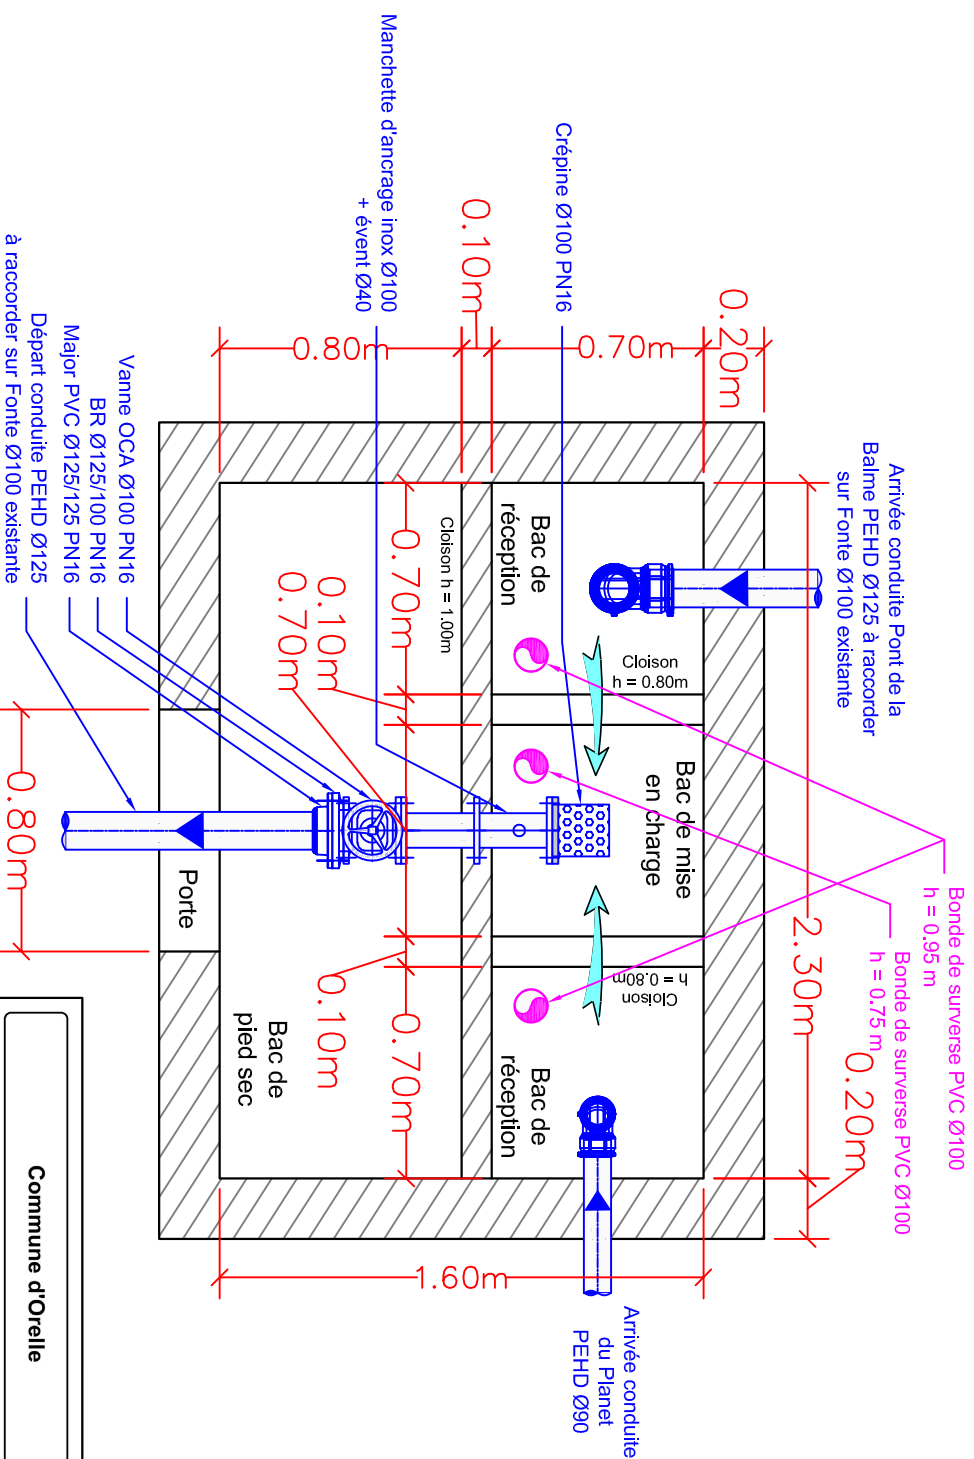 Bonde de surverse PVC Ø100
h = 0.95 m
Bonde de surverse PVC Ø100
h = 0.75 m
Arrivée conduite Pont de la
Balme PEHD Ø125 à raccorder
sur Fonte Ø100 existante
0.20m
2.30m
0.20m
Crépine Ø100 PN16
0.70m
0.10m
0.80m
1.60m
Manchette d'ancrage inox Ø100
+ évent Ø40
Bac de
réception
Cloison
h = 0.80m
Bac de mise
en charge
Cloison
h = 0.80m
Bac de
réception
Arrivée conduite
du Planet
PEHD Ø90
Cloison h = 1.00m
0.70m
0.10m
0.70m
0.10m
0.70m
Bac de
pied sec
Porte
0.80m
Vanne OCA Ø100 PN16
BR Ø125/100 PN16
Major PVC Ø125/125 PN16
Départ conduite PEHD Ø125
à raccorder sur Fonte Ø100 existante
Commune d'Orelle